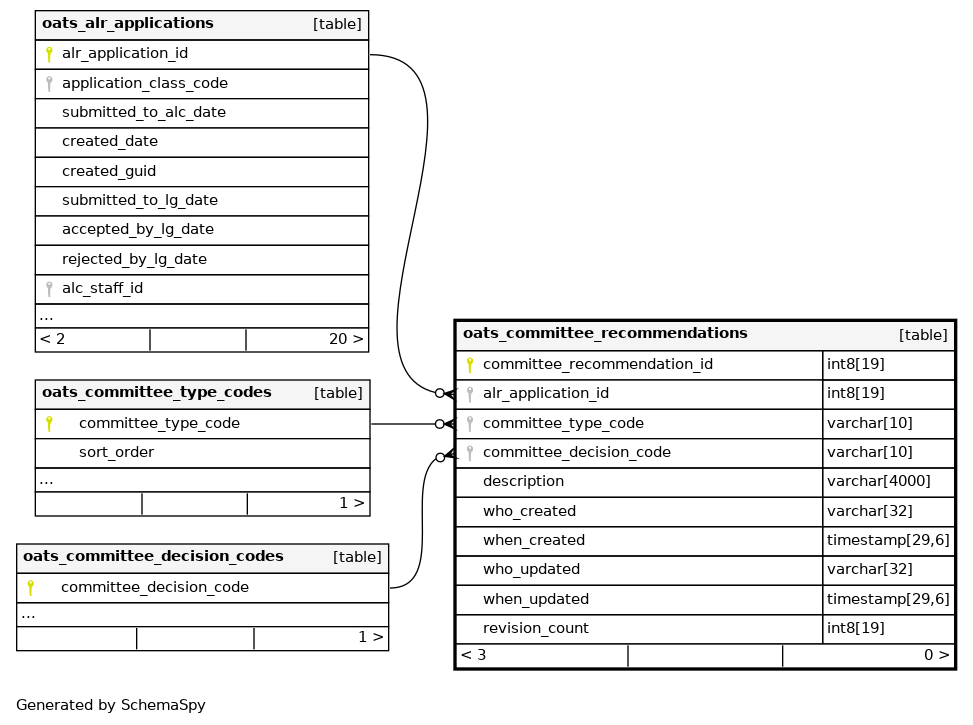 oats_alr_applications [table]
alr_application_id
application_class_code
submitted_to_alc_date
created_date
created_guid
submitted_to_lg_date
accepted_by_lg_date
rejected_by_lg_date
alc_staff_id
...
< 2 20 >
oats_committee_type_codes [table]
committee_type_code
sort_order
...
1 >
oats_committee_decision_codes [table]
committee_decision_code
...
1 >
oats_committee_recommendations [table]
committee_recommendation_id int8[19]
alr_application_id int8[19]
committee_type_code varchar[10]
committee_decision_code varchar[10]
description varchar[4000]
who_created varchar[32]
when_created timestamp[29,6]
who_updated varchar[32]
when_updated timestamp[29,6]
revision_count int8[19]
< 3 0 >
Generated by SchemaSpy